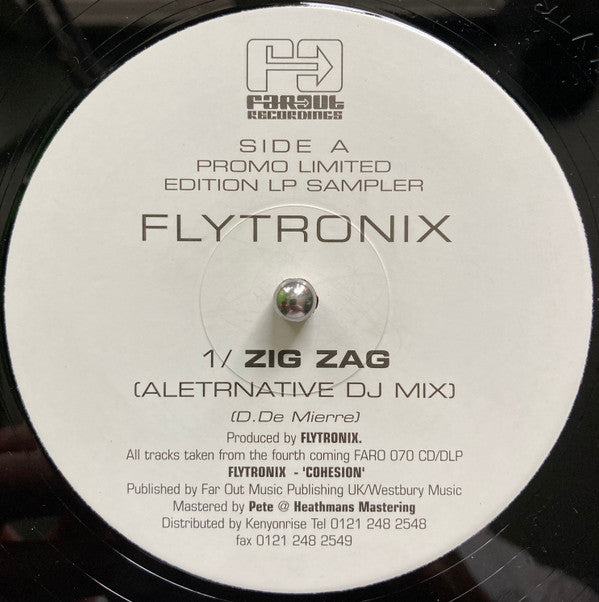 FAROUT
RECORDINGS
SIDE A
PROMO LIMITED
EDITION LP SAMPLER
FLYTRONIX
1/ ZIG ZAG
(ALETRNATIVE DJ MIX)
(D.De Mierre)
Produced by FLYTRONIX.
All tracks taken from the fourth coming FARO 070 CD/DLP
FLYTRONIX - 'COHESION'
Published by Far Out Music Publishing UK/Westbury Music
Mastered by Pete @ Heathmans Mastering
Distributed by Kenyonrise Tel 0121 248 2548
fax 0121 248 2549